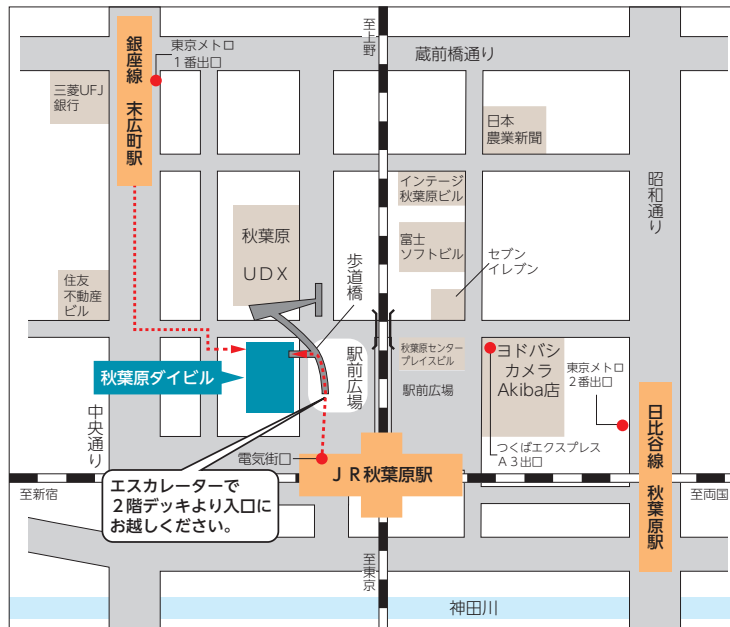 至上野
蔵前橋通り
東京メトロ
１番出口
銀座線 末広町駅
三菱UFJ
銀行
日本
農業新聞
昭和通り
インテージ
秋葉原ビル
秋葉原
ＵＤＸ
富士
ソフトビル
歩道橋
セブン
イレブン
住友
不動産
ビル
駅前広場
秋葉原センター
プレイスビル
ヨドバシ
カメラ
Akiba店
東京メトロ
２番出口
秋葉原ダイビル
駅前広場
中央通り
日比谷線 秋葉原駅
電気街口
つくばエクスプレス
Ａ３出口
ＪＲ秋葉原駅
エスカレーターで
２階デッキより入口に
お越しください。
至新宿
至両国
至東京
神田川